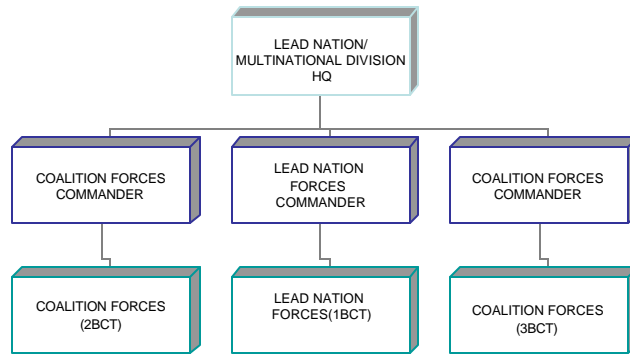 LEAD NATION/
MULTINATIONAL DIVISION
HQ
COALITION FORCES
COMMANDER
LEAD NATION
FORCES
COMMANDER
COALITION FORCES
COMMANDER
COALITION FORCES
(2BCT)
LEAD NATION
FORCES(1BCT)
COALITION FORCES
(3BCT)